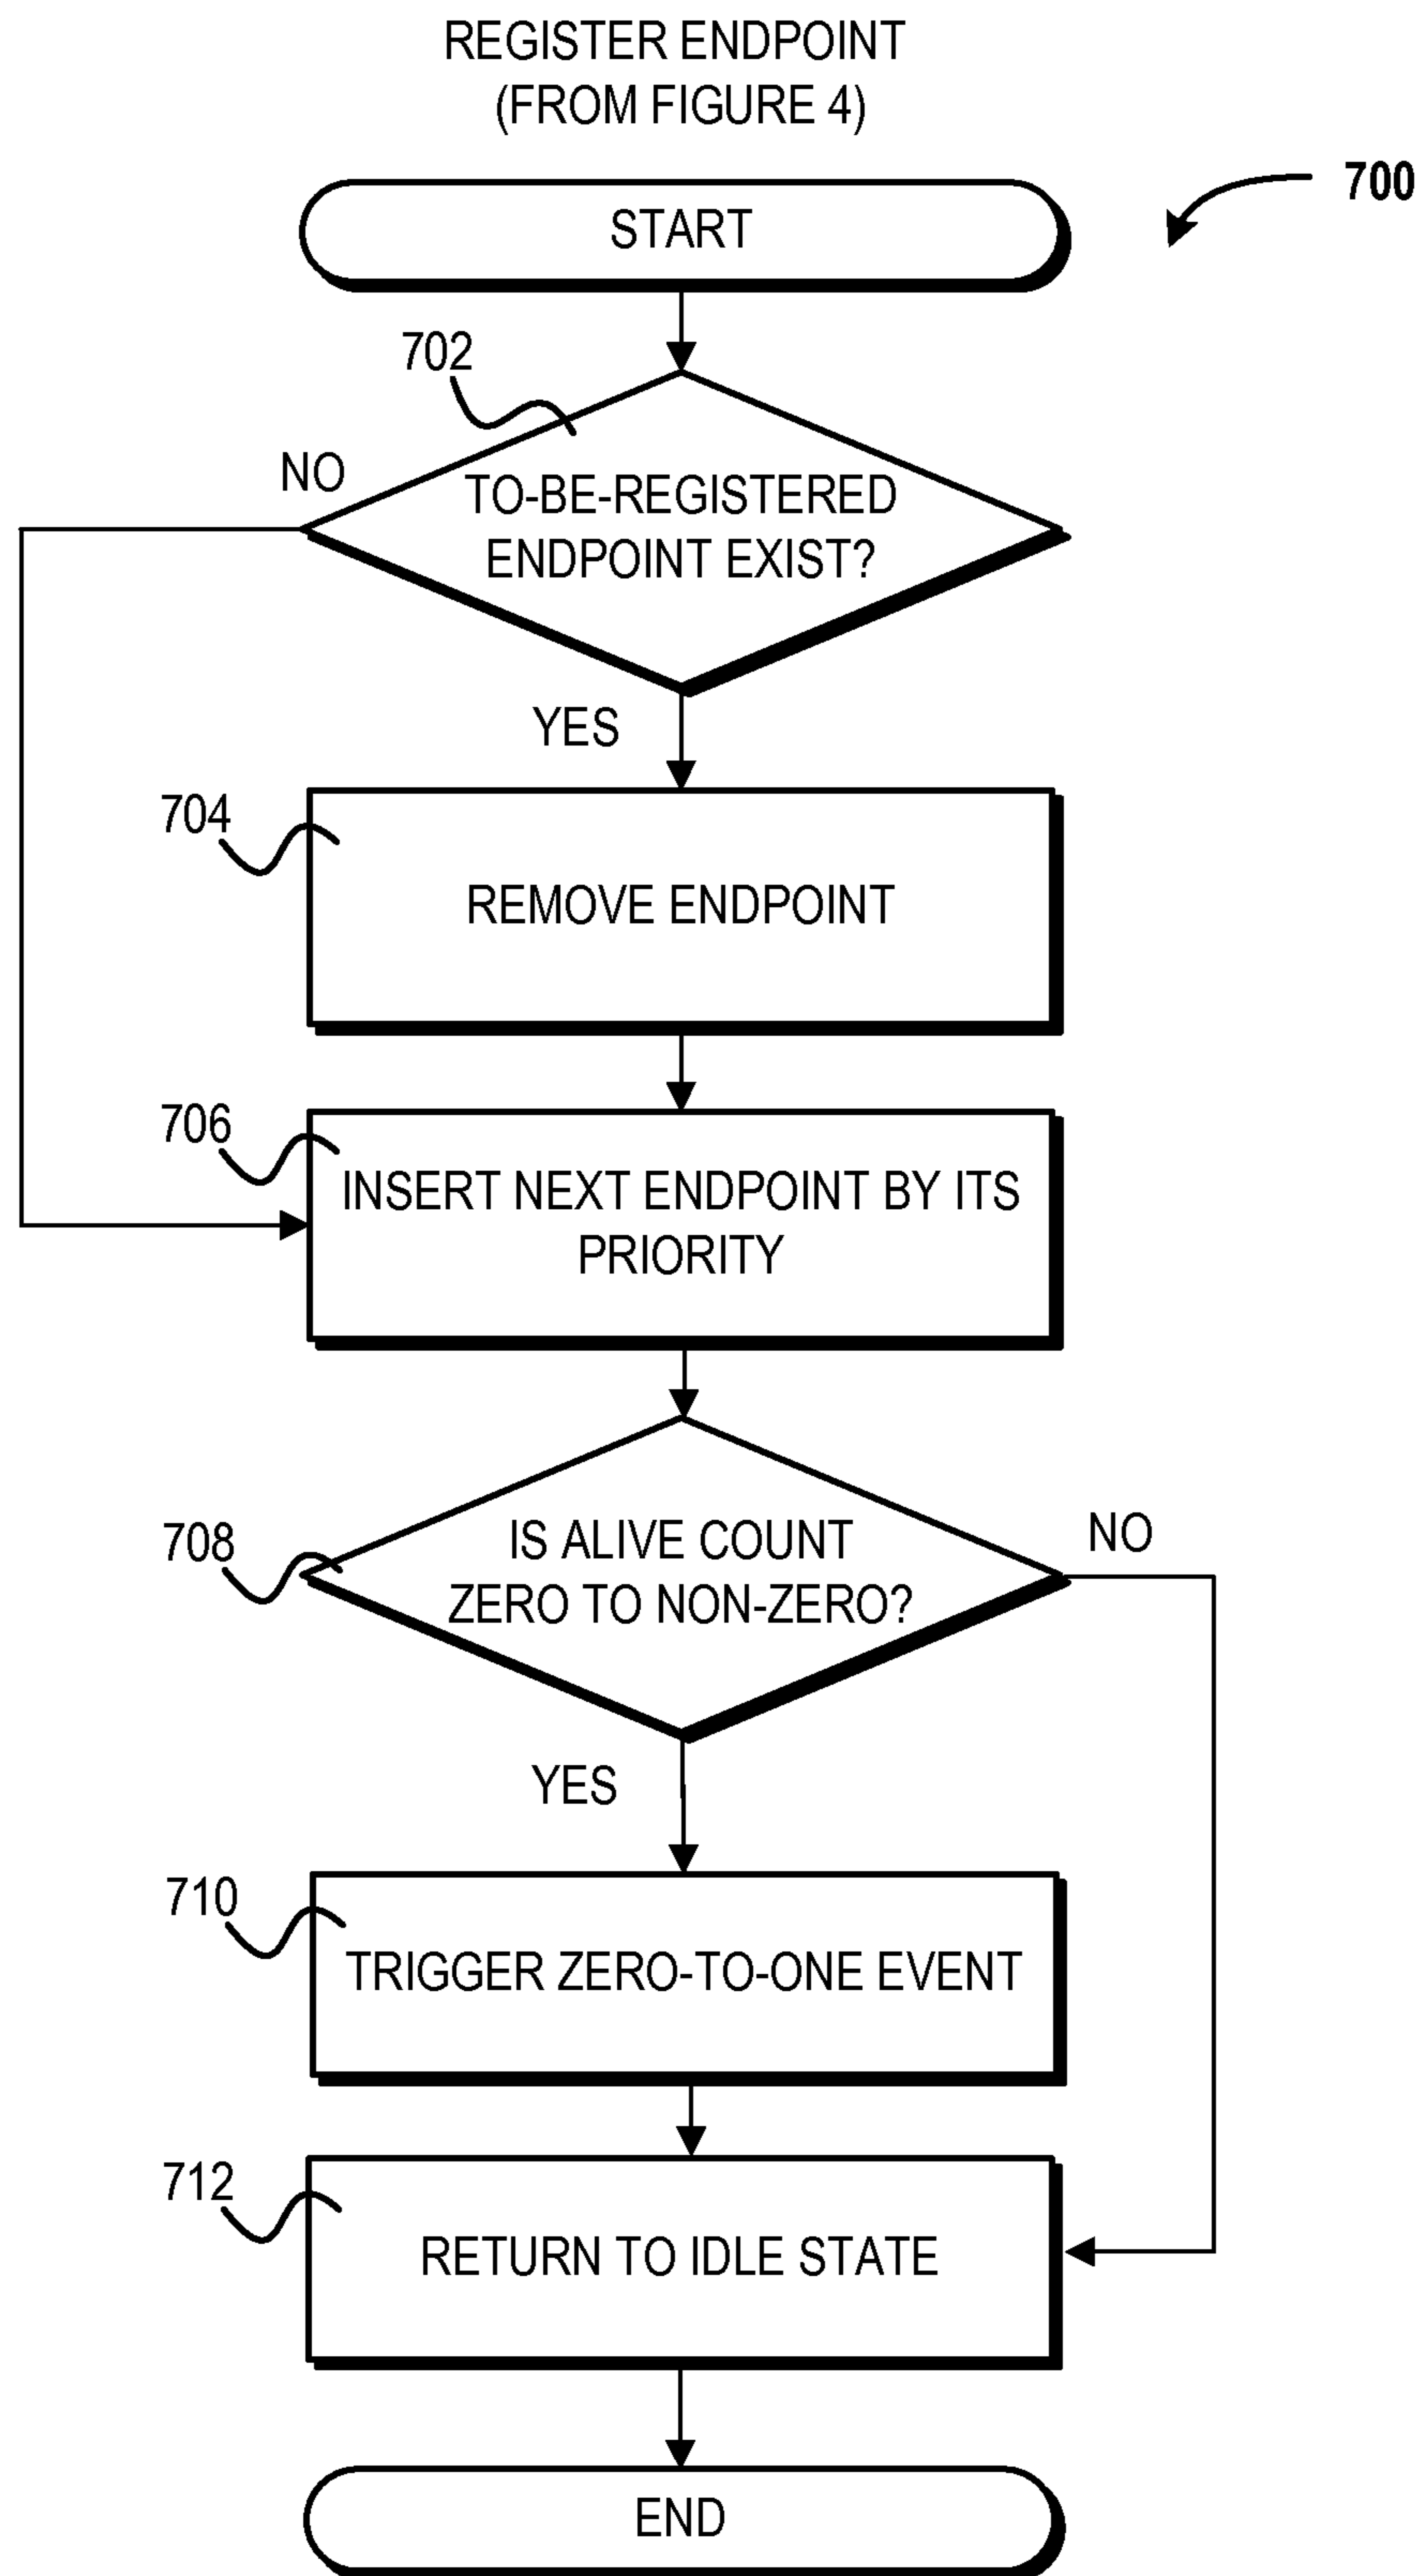 REGISTER ENDPOINT
(FROM FIGURE 4)
700
START
702
NO
TO-BE-REGISTERED
ENDPOINT EXIST?
YES
704
REMOVE ENDPOINT
706
INSERT NEXT ENDPOINT BY ITS
PRIORITY
708
IS ALIVE COUNT
ZERO TO NON-ZERO?
NO
YES
710
TRIGGER ZERO-TO-ONE EVENT
712
RETURN TO IDLE STATE
END